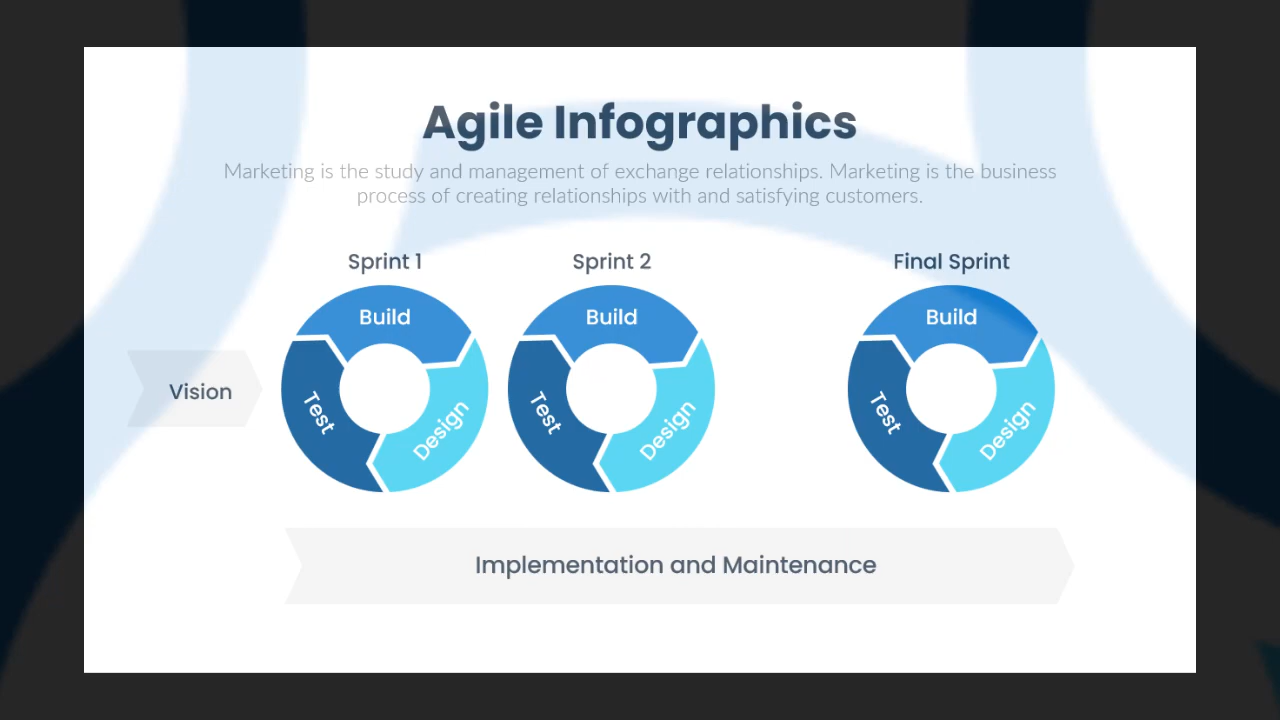 Agile Infographics
Marketing is the study and management of exchange relationships. Marketing is the business
process of creating relationships with and satisfying customers.
Sprint 1
Sprint 2
Final Sprint
Build
Build
Build
Vision
Test
Design
Test
Design
Test
Design
Implementation and Maintenance